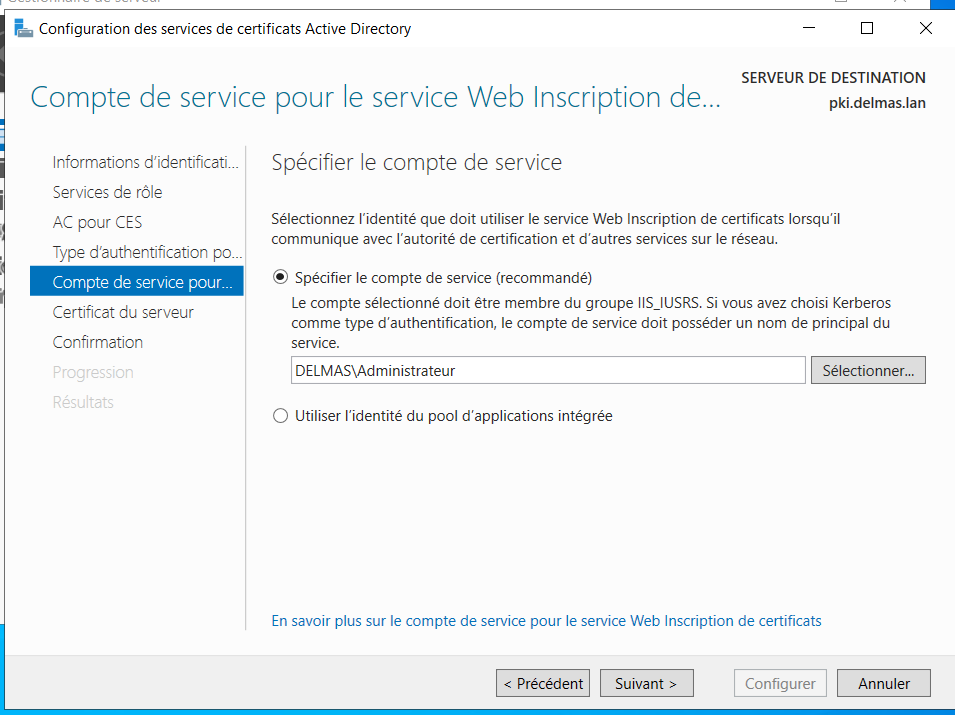 Configuration des services de certificats Active Directory
Compte de service pour le service Web Inscription de...
SERVEUR DE DESTINATION
pki.delmas.lan
Informations d’identificati...
Services de rôle
AC pour CES
Type d’authentification po...
Compte de service pour...
Certificat du serveur
Confirmation
Progression
Résultats
Spécifier le compte de service
Sélectionnez l’identité que doit utiliser le service Web Inscription de certificats lorsqu’il
communique avec l’autorité de certification et d’autres services sur le réseau.
Spécifier le compte de service (recommandé)
Le compte sélectionné doit être membre du groupe IIS_IUSRS. Si vous avez choisi Kerberos
comme type d’authentification, le compte de service doit posséder un nom de principal du
service.
DELMAS\Administrateur
Sélectionner...
Utiliser l’identité du pool d’applications intégrée
En savoir plus sur le compte de service pour le service Web Inscription de certificats
< Précédent
Suivant >
Configurer
Annuler